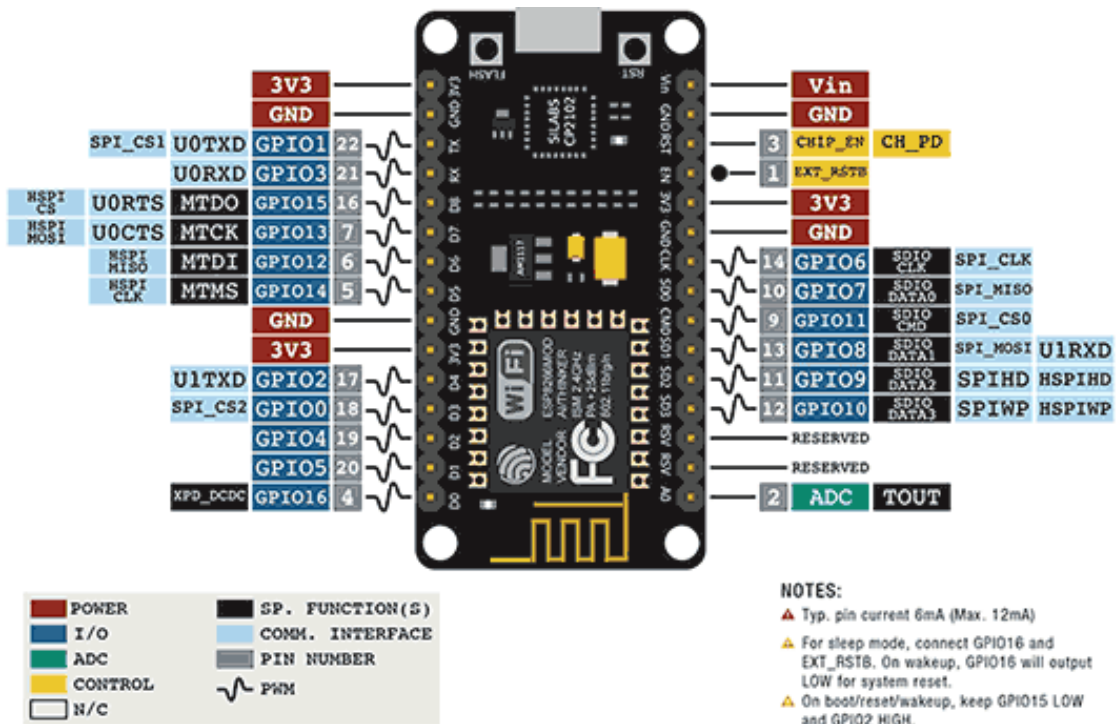 FLASH
RST
SILABS
CP2102
3V3
GND
SPI_CS1 U0TXD GPIO1 22
U0RXD GPIO3 21
HSPI CS U0RTS MTDO GPIO15 16
HSPI MOSI U0CTS MTCK GPIO13 7
HSPI MISO MTDI GPIO12 6
HSPI CLK MTMS GPIO14 5
GND
3V3
U1TXD GPIO2 17
SPI_CS2 GPIO0 18
GPIO4 19
GPIO5 20
XPD_DCDC GPIO16 4
3V3
GND
TX
RX
D8
D7
D6
D5
GND
3V3
D4
D3
D2
D1
D0
AM1117
WiFi
MODEL
VENDOR
ESP8266MOD
AI/THINKER
ISM 2.4GHz
PA +25dBm
802.11b/g/n
FC
Vin
GND
RST
EN
3V3
GND
CLK
SD0
CMD
SD1
SD2
SD3
RSV
RSV
A0
Vin
GND
3 CHIP_EN CH_PD
1 EXT_RSTB
3V3
GND
14 GPIO6 SDIO CLK SPI_CLK
10 GPIO7 SDIO DATA0 SPI_MISO
9 GPIO11 SDIO CMD SPI_CS0
13 GPIO8 SDIO DATA1 SPI_MOSI U1RXD
11 GPIO9 SDIO DATA2 SPIHD HSPIHD
12 GPIO10 SDIO DATA3 SPIWP HSPIWP
RESERVED
RESERVED
2 ADC TOUT
POWER
I/O
ADC
CONTROL
N/C
SP. FUNCTION(S)
COMM. INTERFACE
PIN NUMBER
PWM
NOTES:
Typ. pin current 6mA (Max. 12mA)
For sleep mode, connect GPIO16 and
EXT_RSTB. On wakeup, GPIO16 will output
LOW for system reset.
On boot/reset/wakeup, keep GPIO15 LOW
and GPIO2 HIGH.